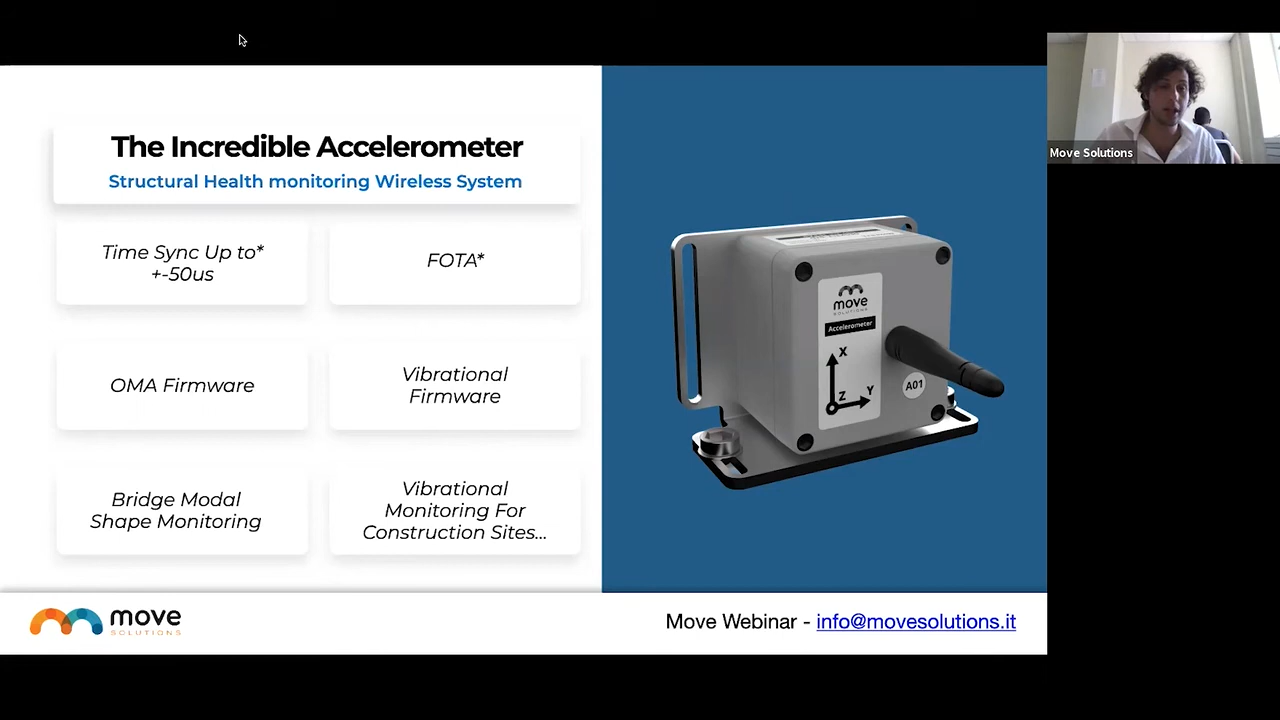 The Incredible Accelerometer
Structural Health monitoring Wireless System
Time Sync Up to*
+-50us
FOTA*
OMA Firmware
Vibrational
Firmware
Bridge Modal
Shape Monitoring
Vibrational
Monitoring For
Construction Sites...
move
SOLUTIONS
Accelerometer
X
Z
Y
A01
Move Solutions
move
SOLUTIONS
Move Webinar - info@movesolutions.it